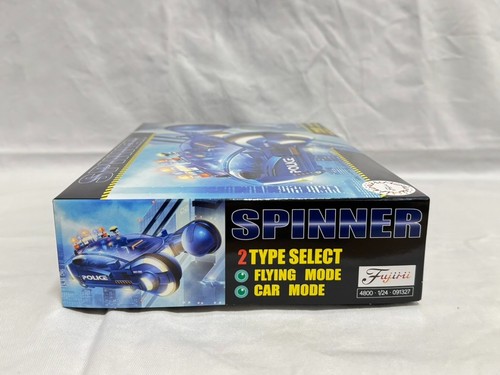 SPINNER
2 TYPE SELECT
FLYING MODE
CAR MODE
Fujimi
4800 · 1/24 · 091327
POLICE
POLICE